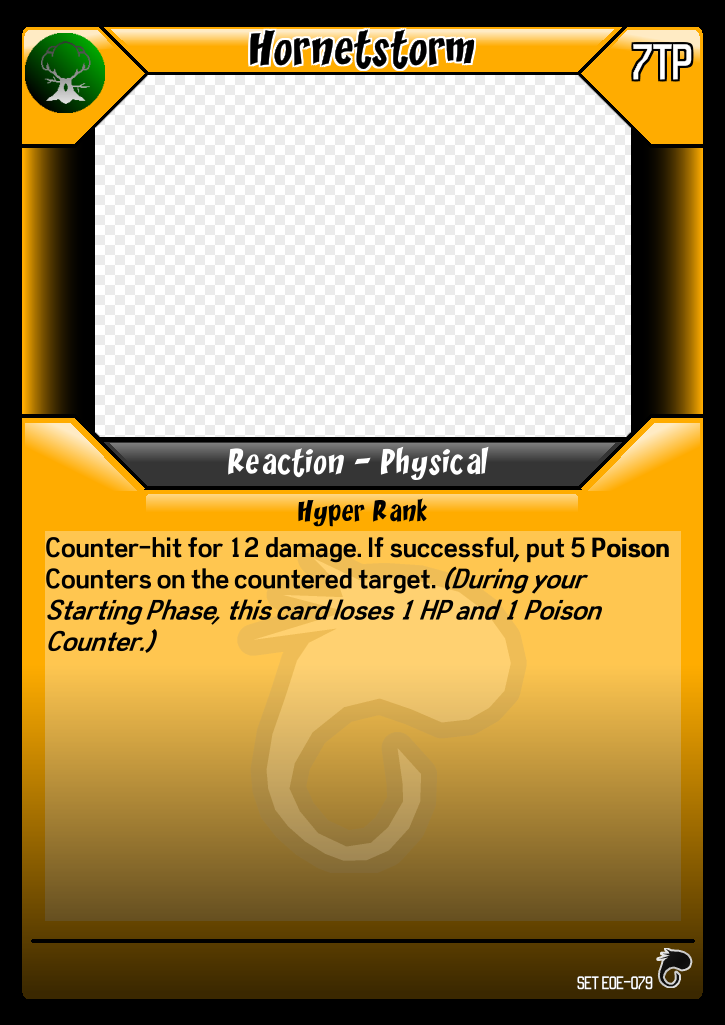 Hornetstorm
7TP
Reaction - Physical
Hyper Rank
Counter-hit for 12 damage. If successful, put 5 Poison
Counters on the countered target. (During your
Starting Phase, this card loses 1 HP and 1 Poison
Counter.)
SET EOE-079